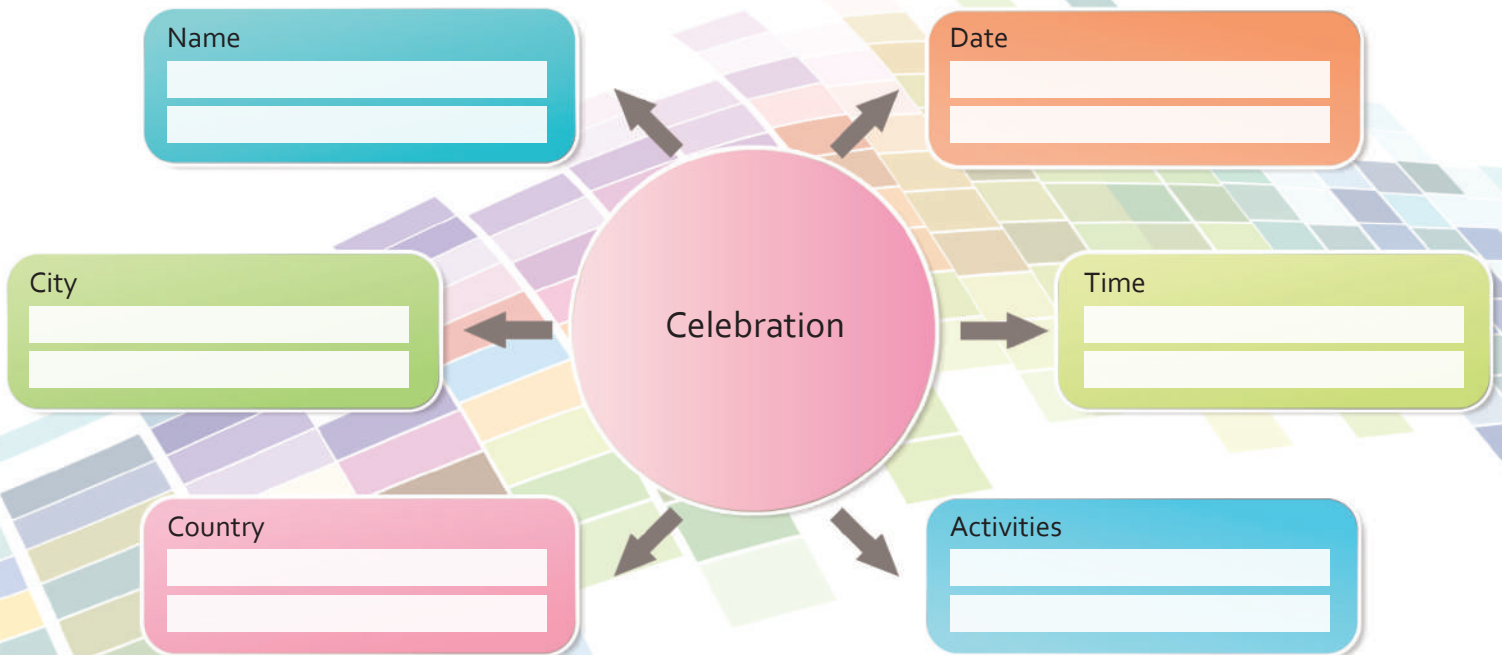 Name
Date
City
Celebration
Time
Country
Activities